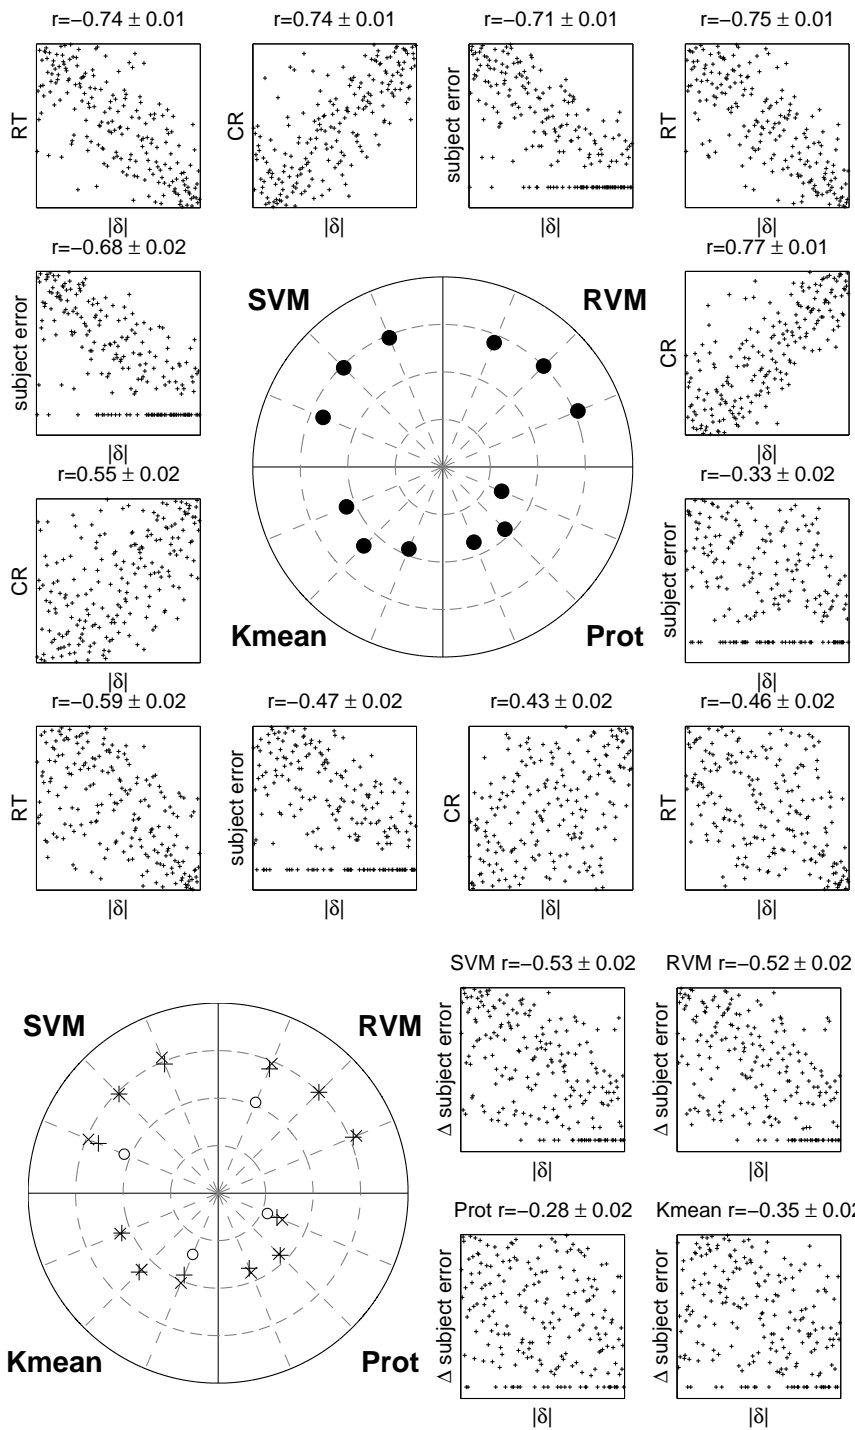 r=−0.74 ± 0.01
r=0.74 ± 0.01
r=−0.71 ± 0.01
r=−0.75 ± 0.01
RT
CR
subject error
RT
|δ|
|δ|
|δ|
|δ|
r=−0.68 ± 0.02
r=0.77 ± 0.01
SVM
RVM
subject error
CR
|δ|
|δ|
r=0.55 ± 0.02
r=−0.33 ± 0.02
CR
subject error
Kmean
Prot
|δ|
|δ|
r=−0.59 ± 0.02
r=−0.47 ± 0.02
r=0.43 ± 0.02
r=−0.46 ± 0.02
RT
subject error
CR
RT
|δ|
|δ|
|δ|
|δ|
SVM r=−0.53 ± 0.02
RVM r=−0.52 ± 0.02
SVM
RVM
Δ subject error
Δ subject error
|δ|
|δ|
Prot r=−0.28 ± 0.02
Kmean r=−0.35 ± 0.02
Δ subject error
Δ subject error
Kmean
Prot
|δ|
|δ|